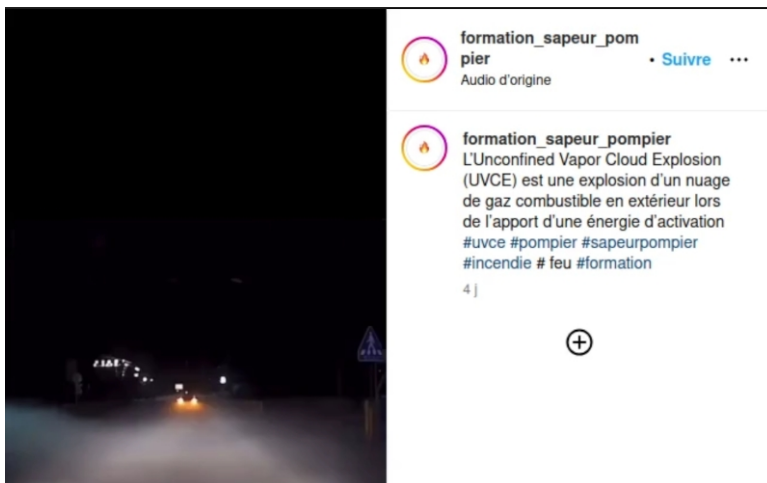 formation_sapeur_pom
pier
• Suivre ...
Audio d'origine
formation_sapeur_pompier
L'Unconfined Vapor Cloud Explosion
(UVCE) est une explosion d'un nuage
de gaz combustible en extérieur lors
de l'apport d'une énergie d'activation
#uvce #pompier #sapeurpompier
#incendie # feu #formation
4 j